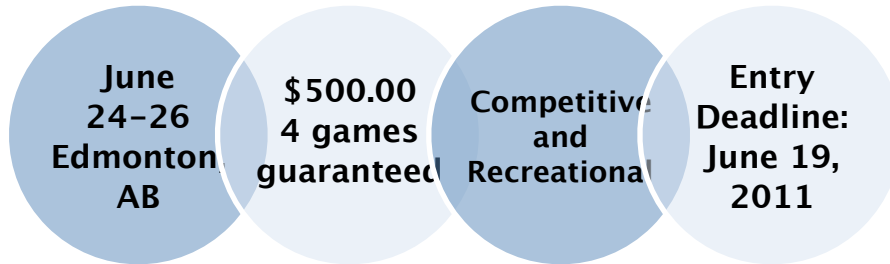 June
24-26
Edmonton,
AB
$500.00
4 games
guaranteed
Competitive
and
Recreational
Entry
Deadline:
June 19,
2011